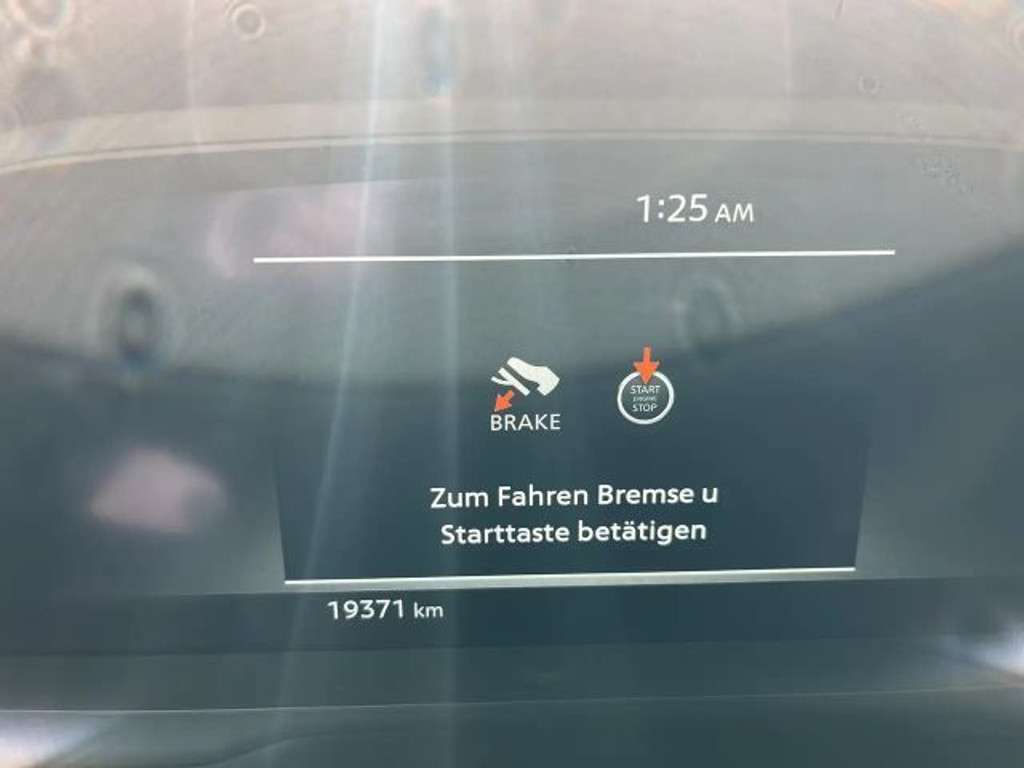 1:25 AM
BRAKE
START
STOP
Zum Fahren Bremse u
Starttaste betätigen
19371 km